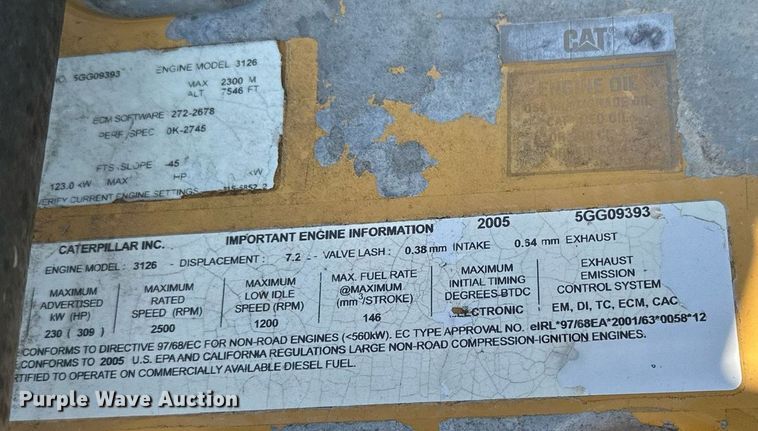 NO. 5GG09393 ENGINE MODEL 3126
MAX 2300 M
ALT 7546 FT
ECM SOFTWARE 272-2678
PERF/SPEC 0K-2745
FTS/SLOPE -45
123.0 kW MAX HP kW
VERIFY CURRENT ENGINE SETTINGS
CAT
ENGINE OIL
CATERPILLAR INC. IMPORTANT ENGINE INFORMATION 2005 5GG09393
ENGINE MODEL: 3126 - DISPLACEMENT: 7.2 - VALVE LASH: 0.38 mm INTAKE 0.64 mm EXHAUST
MAXIMUM ADVERTISED kW (HP)
MAXIMUM RATED SPEED (RPM)
MAXIMUM LOW IDLE SPEED (RPM)
MAX. FUEL RATE @MAXIMUM (mm³/STROKE)
MAXIMUM INITIAL TIMING DEGREES BTDC
EXHAUST EMISSION CONTROL SYSTEM
230 ( 309 ) 2500 1200 146 CTRONIC EM, DI, TC, ECM, CAC
CONFORMS TO DIRECTIVE 97/68/EC FOR NON-ROAD ENGINES (<560kW). EC TYPE APPROVAL NO. eIRL*97/68EA*2001/63*0058*12
CONFORMS TO 2005 U.S. EPA AND CALIFORNIA REGULATIONS LARGE NON-ROAD COMPRESSION-IGNITION ENGINES.
RTIFIED TO OPERATE ON COMMERCIALLY AVAILABLE DIESEL FUEL.
Purple Wave Auction